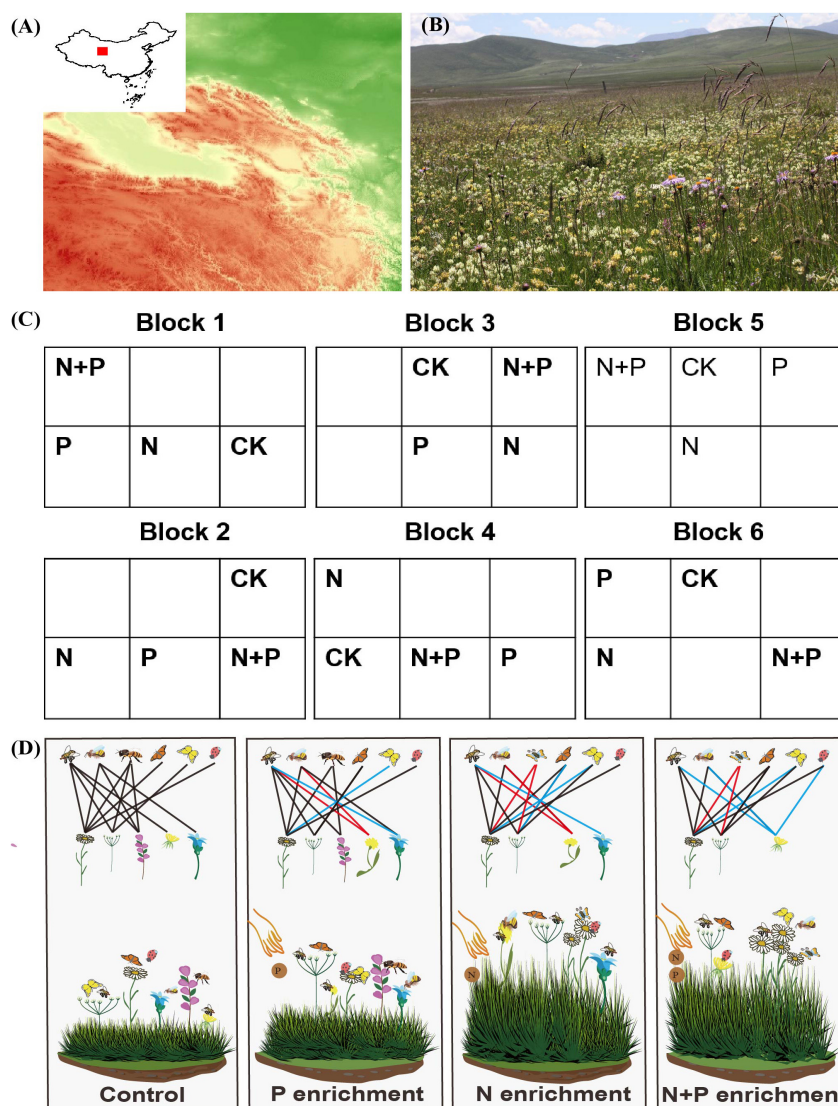 (A)
(B)
(C)
Block 1
Block 3
Block 5
N+P
CK
N+P
N+P
CK
P
P
N
CK
P
N
N
Block 2
Block 4
Block 6
CK
N
P
CK
N
P
N+P
CK
N+P
P
N
N+P
(D)
P
N
N
P
Control
P enrichment
N enrichment
N+P enrichment